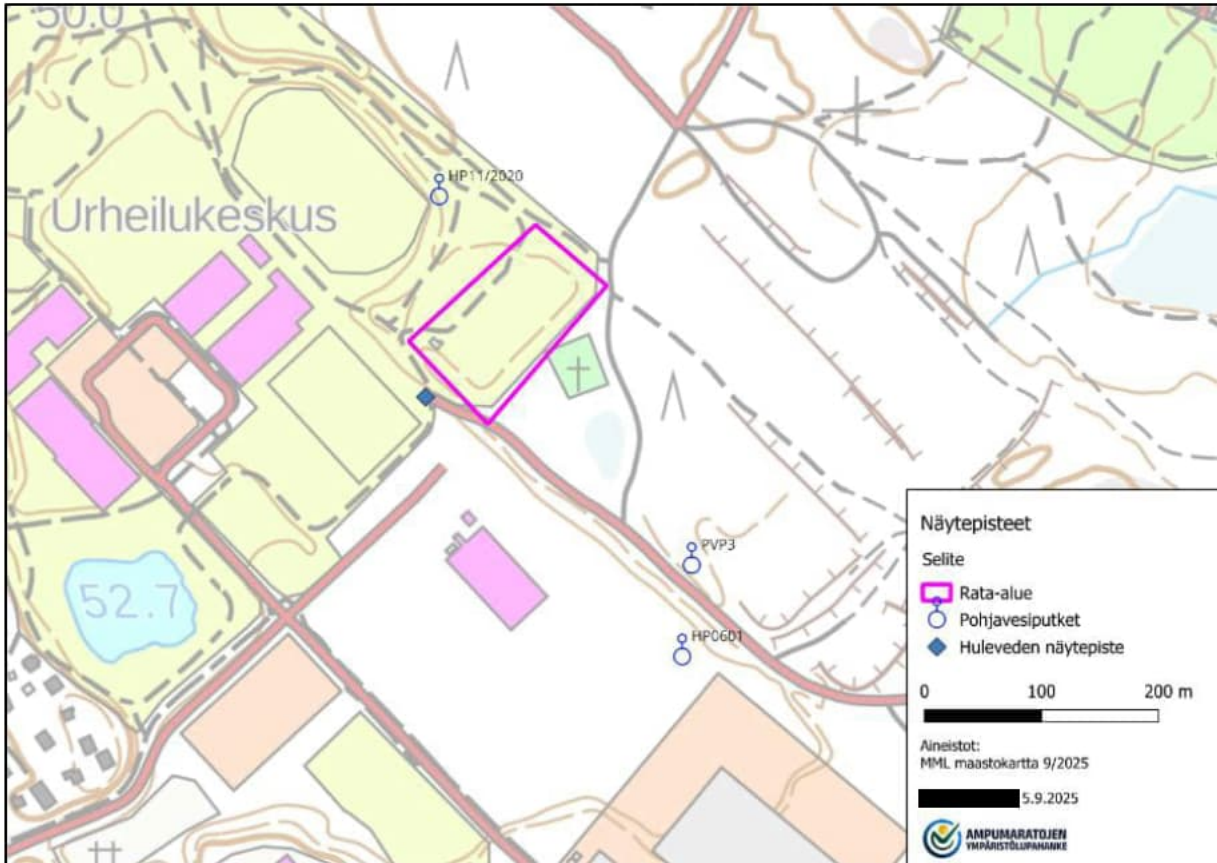 50.0
HP11/2020
Urheilukeskus
PVP3
52.7
HP0601
Näytepisteet
Selite
Rata-alue
Pohjavesiputket
Huleveden näytepiste
0 100 200 m
Aineistot:
MML maastokartta 9/2025
5.9.2025
AMPUMARATOJEN
YMPÄRISTÖLUPAHANKE